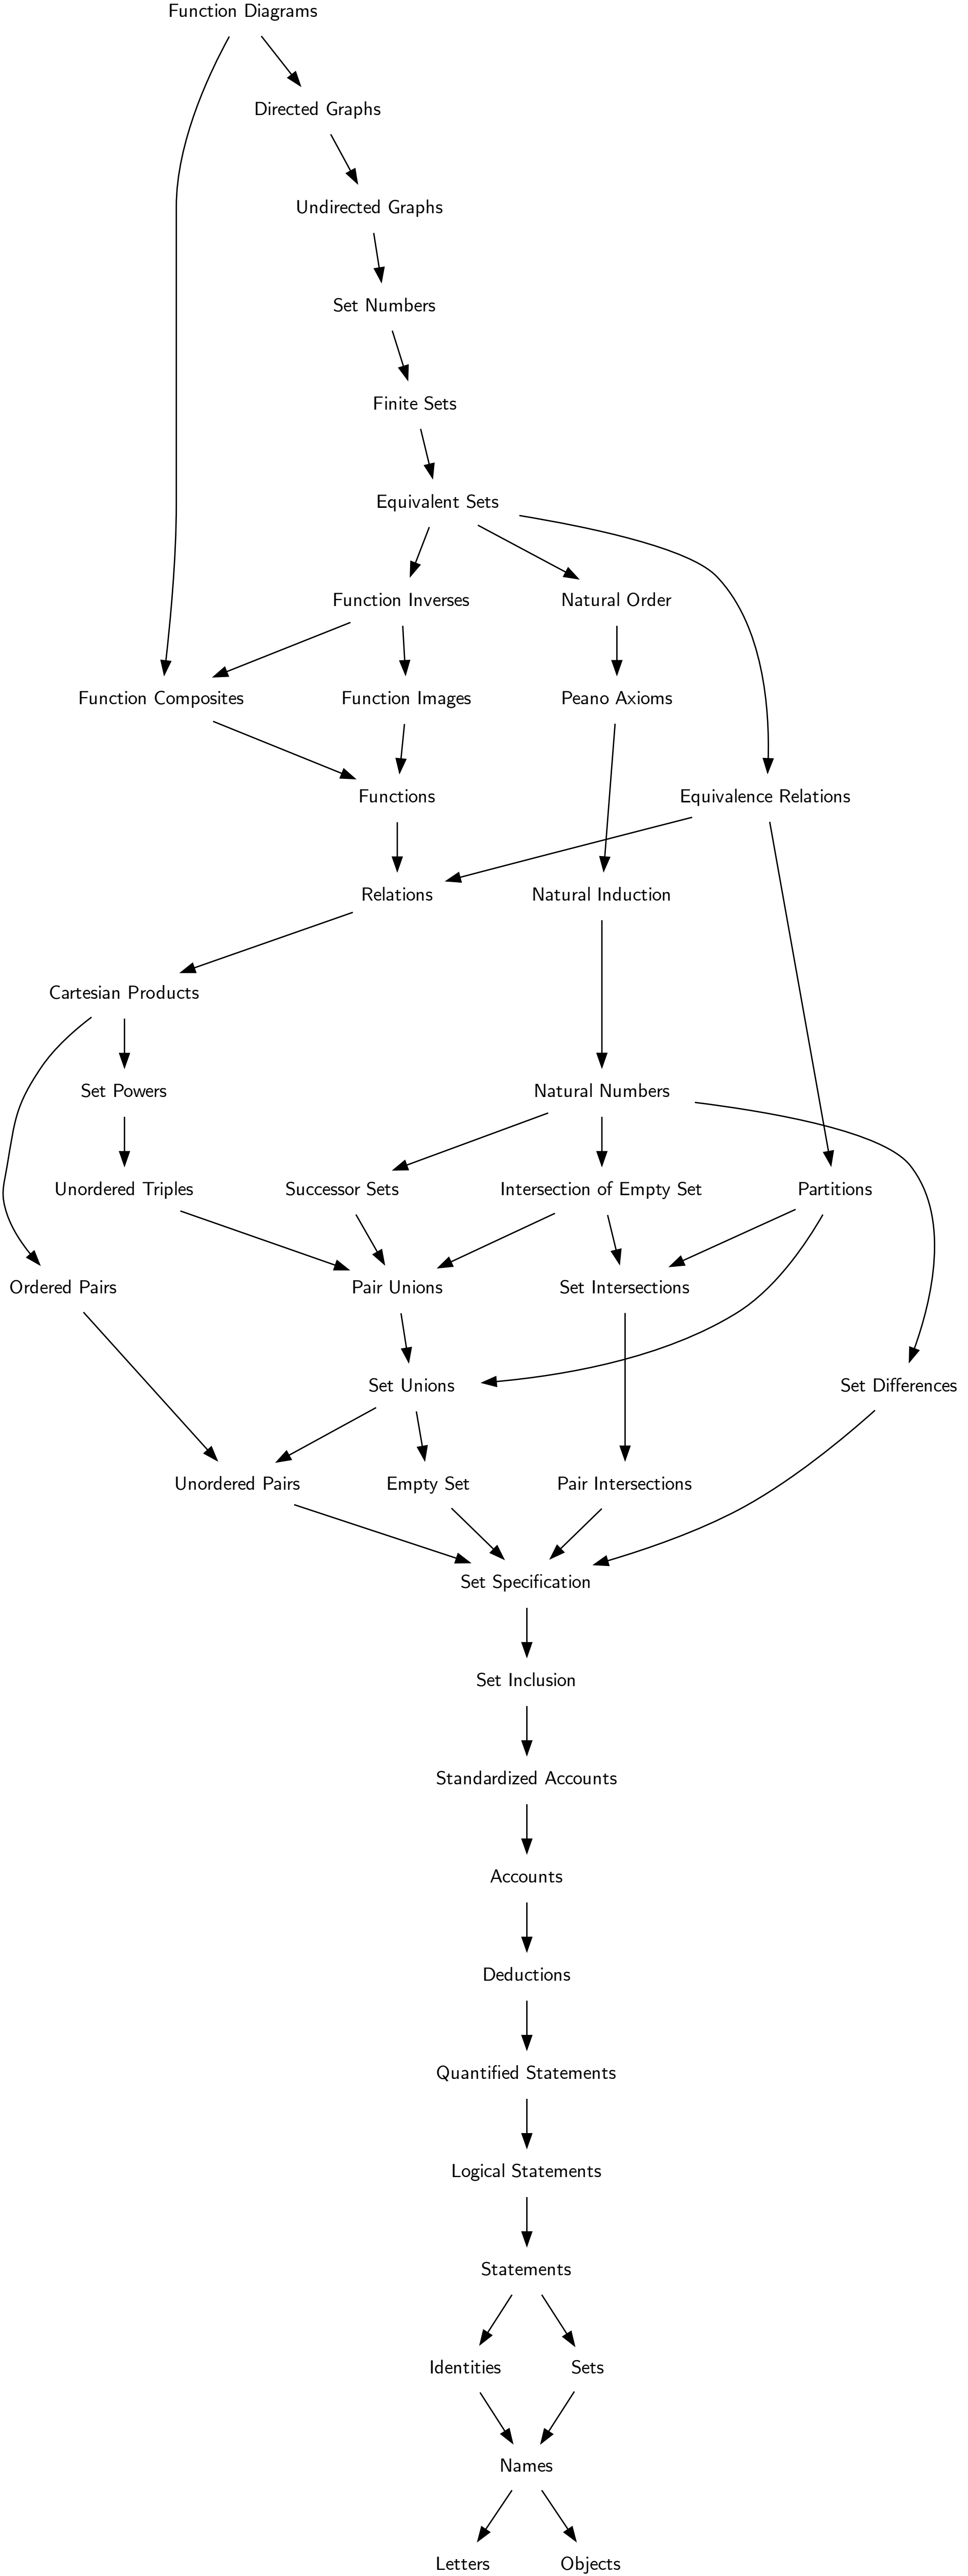 Function Diagrams
Directed Graphs
Undirected Graphs
Set Numbers
Finite Sets
Equivalent Sets
Function Inverses
Natural Order
Function Composites
Function Images
Peano Axioms
Functions
Equivalence Relations
Relations
Natural Induction
Cartesian Products
Set Powers
Natural Numbers
Unordered Triples
Successor Sets
Intersection of Empty Set
Partitions
Ordered Pairs
Pair Unions
Set Intersections
Set Unions
Set Differences
Unordered Pairs
Empty Set
Pair Intersections
Set Specification
Set Inclusion
Standardized Accounts
Accounts
Deductions
Quantified Statements
Logical Statements
Statements
Identities
Sets
Names
Letters
Objects